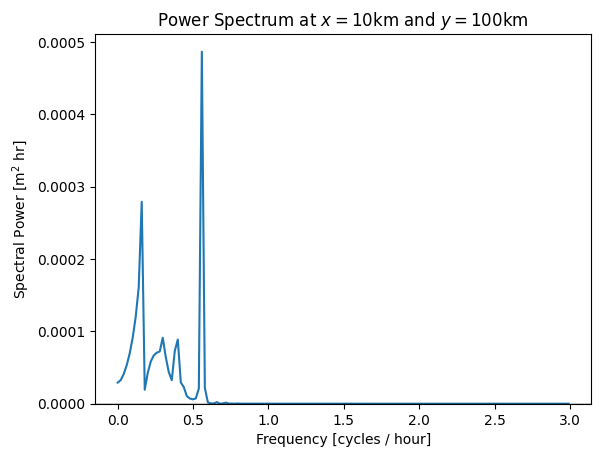 Power Spectrum at x = 10km and y = 100km
0.0005
0.0004
0.0003
0.0002
0.0001
0.0000
Spectral Power [m² hr]
0.0 0.5 1.0 1.5 2.0 2.5 3.0
Frequency [cycles / hour]